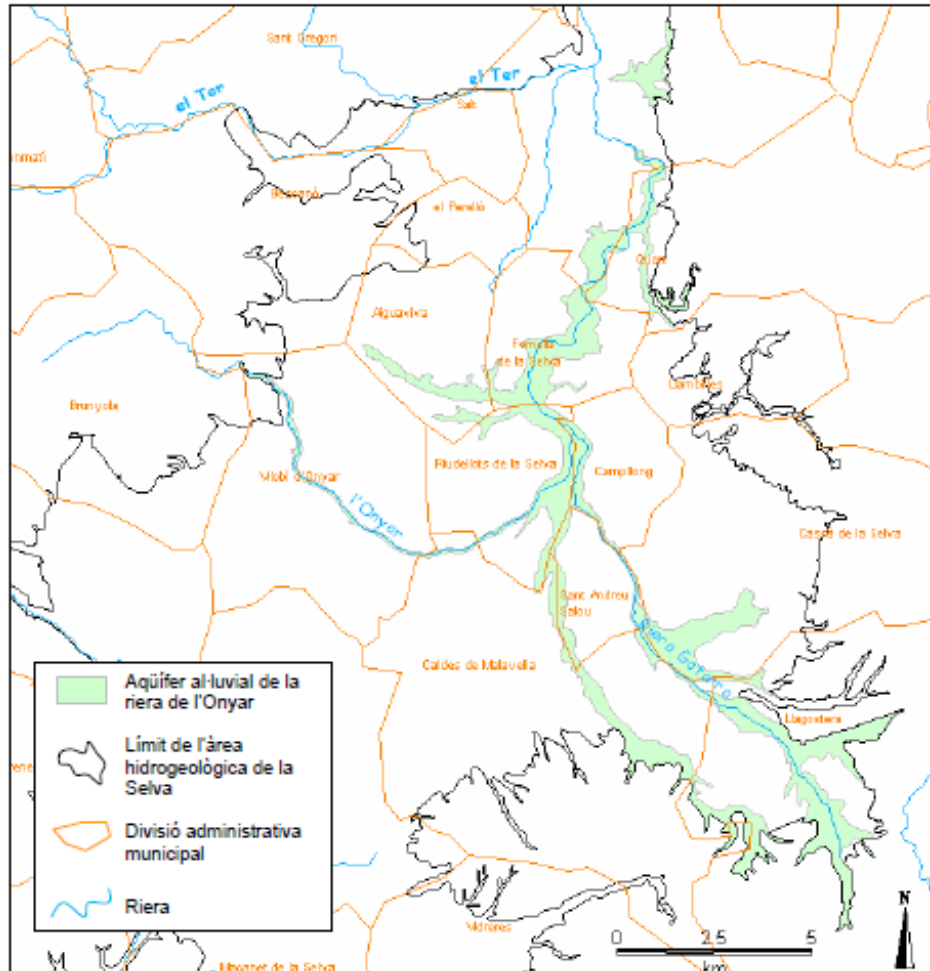 Sant Gregori
el Ter
el Ter
Salt
Bescanó
el Perelló
Quart
Aiguaviva
Fornells
de la Selva
Llambilles
Brunyola
Riudellots de la Selva
Campllong
Vilobí d'Onyar
l'Onyar
Cassà de la Selva
Sant Andreu
Salou
Riera Gotarra
Caldes de Malavella
Llagostera
Aqüífer al·luvial de la
riera de l'Onyar
Límit de l'àrea
hidrogeològica de la
Selva
Divisió administrativa
municipal
Riera
N
0 2,5 5
km
Vidreres
Maçanet de la Selva